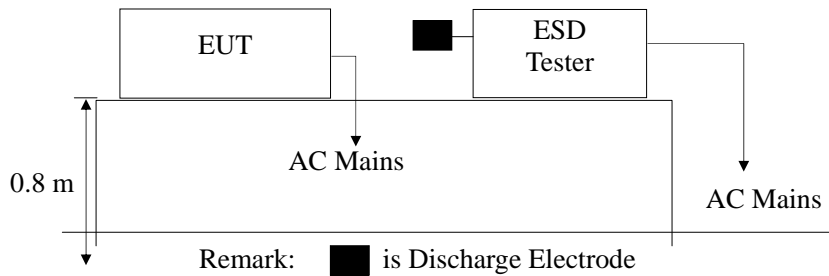 EUT
ESD
Tester
AC Mains
0.8 m
AC Mains
Remark: is Discharge Electrode